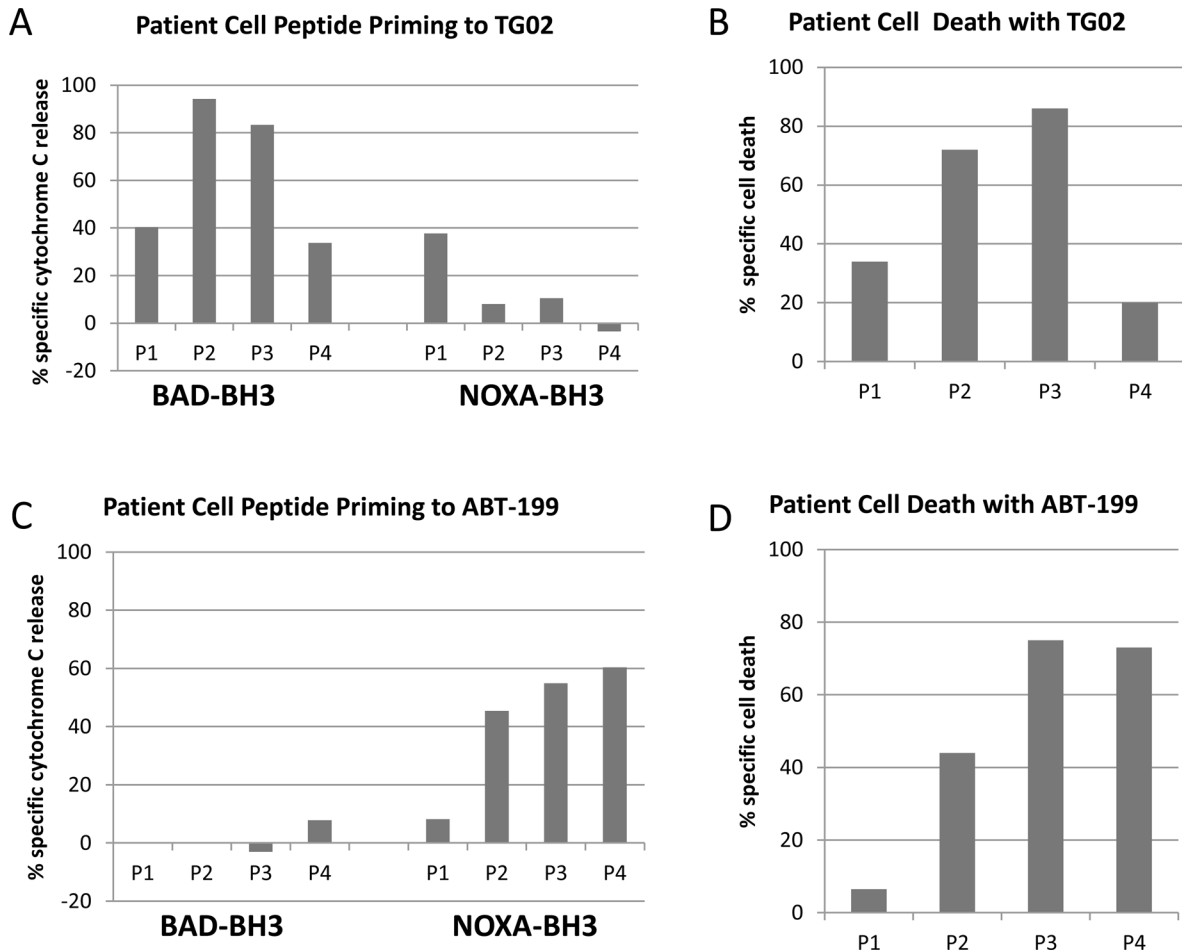 A
Patient Cell Peptide Priming to TG02
% specific cytochrome C release
100
80
60
40
20
0
-20
P1 P2 P3 P4 P1 P2 P3 P4
BAD-BH3 NOXA-BH3
B
Patient Cell Death with TG02
% specific cell death
100
80
60
40
20
0
P1 P2 P3 P4
C
Patient Cell Peptide Priming to ABT-199
% specific cytochrome C release
100
80
60
40
20
0
-20
P1 P2 P3 P4 P1 P2 P3 P4
BAD-BH3 NOXA-BH3
D
Patient Cell Death with ABT-199
% specific cell death
100
80
60
40
20
0
P1 P2 P3 P4